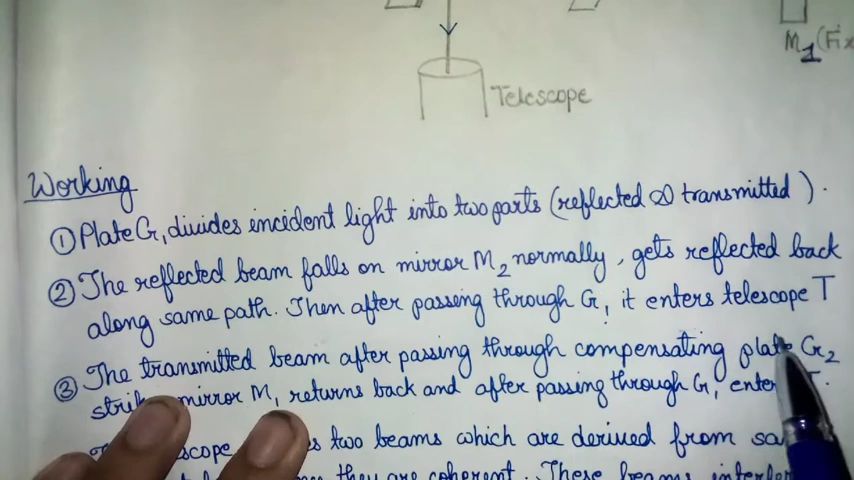 M1 (Fix
Telescope
Working
① Plate G1 divides incident light into two parts (reflected & transmitted).
② The reflected beam falls on mirror M2 normally, gets reflected back
along same path. Then after passing through G1 it enters telescope T
③ The transmitted beam after passing through compensating plate G2
mirror M1 returns back and after passing through G1 enter T.
scope two beams which are derived from sa
they are coherent. These beams